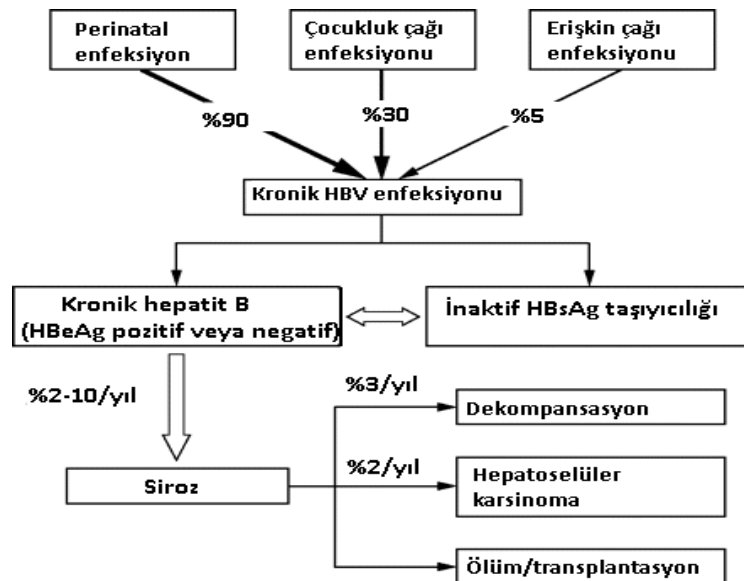 Perinatal
enfeksiyon
Çocukluk çağı
enfeksiyonu
Erişkin çağı
enfeksiyonu
%90
%30
%5
Kronik HBV enfeksiyonu
Kronik hepatit B
(HBeAg pozitif veya negatif)
İnaktif HBsAg taşıyıcılığı
%2-10/yıl
%3/yıl
Dekompansasyon
Siroz
%2/yıl
Hepatoselüler
karsinoma
Ölüm/transplantasyon